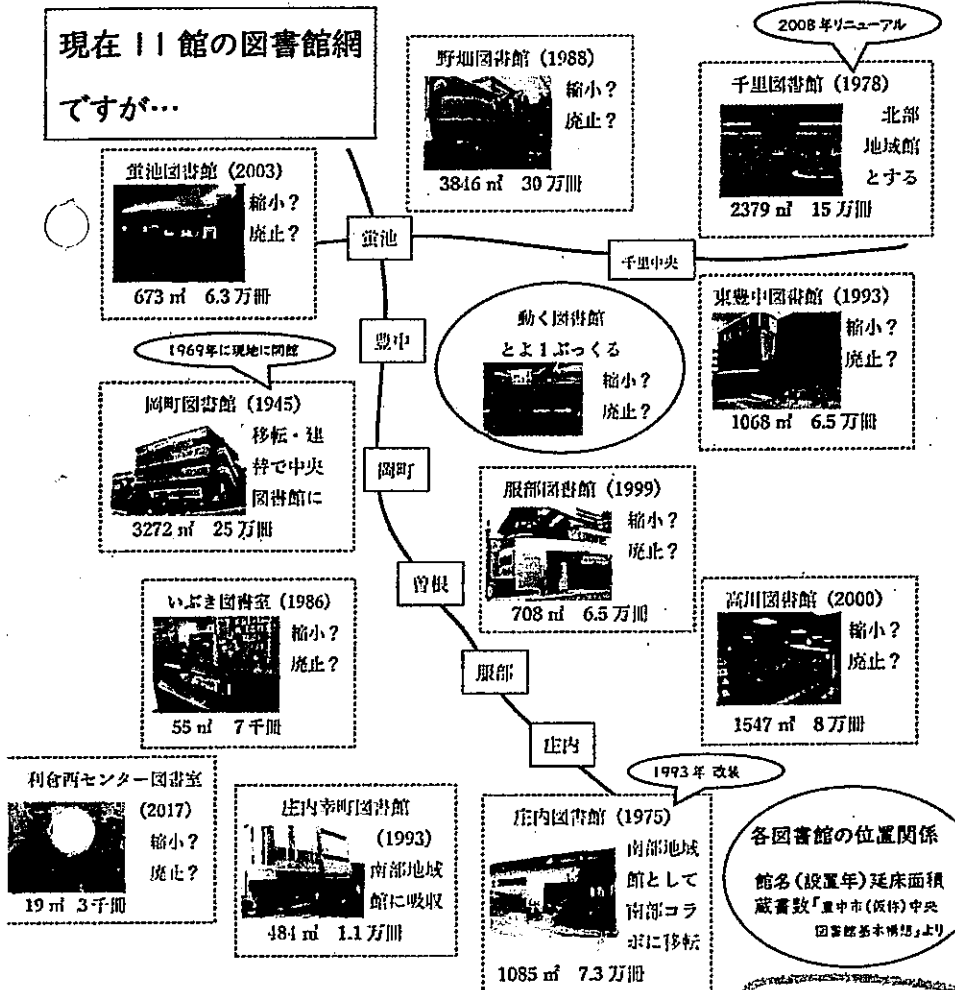 現在11館の図書館網
ですが…
2008年リニューアル
野畑図書館（1988）
縮小？
廃止？
3846㎡ 30万冊
千里図書館（1978）
北部
地域館
とする
2379㎡ 15万冊
蛍池図書館（2003）
縮小？
廃止？
673㎡ 6.3万冊
蛍池
千里中央
東豊中図書館（1993）
縮小？
廃止？
1068㎡ 6.5万冊
豊中
動く図書館
とよ1ぶっくる
縮小？
廃止？
1969年に現地に開館
岡町図書館（1945）
移転・建
替で中央
図書館に
3272㎡ 25万冊
岡町
服部図書館（1999）
縮小？
廃止？
708㎡ 6.5万冊
曽根
いぶき図書室（1986）
縮小？
廃止？
55㎡ 7千冊
高川図書館（2000）
縮小？
廃止？
1547㎡ 8万冊
服部
庄内
利倉西センター図書室
（2017）
縮小？
廃止？
19㎡ 3千冊
庄内幸町図書館
（1993）
南部地域
館に吸収
484㎡ 1.1万冊
1993年 改装
庄内図書館（1975）
南部地域
館として
南部コラ
ボに移転
1085㎡ 7.3万冊
各図書館の位置関係
館名（設置年）延床面積
蔵書数『豊中市（仮称）中央
図書館基本構想』より